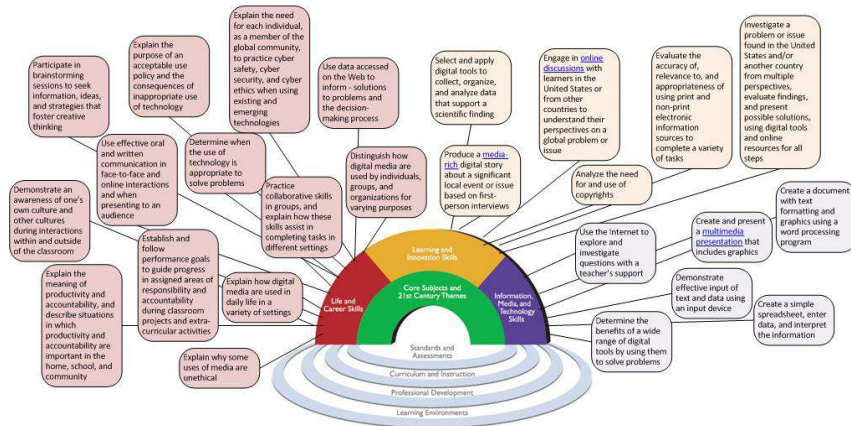 Participate in
brainstorming
sessions to seek
information, ideas,
and strategies that
foster creative
thinking
Explain the
purpose of an
acceptable use
policy and the
consequences of
inappropriate use
of technology
Explain the need
for each individual,
as a member of the
global community,
to practice cyber
safety, cyber
security, and cyber
ethics when using
existing and
emerging
technologies
Use data accessed
on the Web to
inform - solutions
to problems and
the decision-
making process
Select and apply
digital tools to
collect, organize,
and analyze data
that support a
scientific finding
Engage in online
discussions with
learners in the
United States or
from other
countries to
understand their
perspectives on a
global problem or
issue
Evaluate the
accuracy, of,
relevance to, and
appropriateness of
using print and
non-print
electronic
information
sources to
complete a variety
of tasks
Investigate a
problem or issue
found in the United
States and/or
another country
from multiple
perspectives,
evaluate findings,
and present
possible solutions,
using digital tools
and online
resources for all
steps
Use effective oral
and written
communication in
face-to-face and
online interactions
and when
presenting to an
audience
Determine when
the use of
technology is
appropriate to
solve problems
Distinguish how
digital media are
used by individuals,
groups, and
organizations for
varying purposes
Produce a media-
rich digital story
about a significant
local event or issue
based on first-
person interviews
Analyze the need
for and use of
copyrights
Create a document
with text
formatting and
graphics using a
word processing
program
Demonstrate an
awareness of one's
own culture and
other cultures
during interactions
within and outside
of the classroom
Practice
collaborative skills
in groups, and
explain how these
skills assist in
completing tasks in
different settings
Use the Internet to
explore and
investigate
questions with a
teacher's support
Create and present
a multimedia
presentation that
includes graphics
Establish and
follow
performance goals
to guide progress
in assigned areas
of responsibility
and accountability
during classroom
projects and extra-
curricular activities
Explain the
meaning of
productivity and
accountability, and
describe situations
in which
productivity and
accountability are
important in the
home, school, and
community
Explain how digital
media are used in
daily life in a
variety of settings
Explain why some
uses of media are
unethical
Demonstrate
effective input of
text and data using
an input device
Determine the
benefits of a wide
range of digital
tools by using them
to solve problems
Create a simple
spreadsheet, enter
data, and interpret
the information
Learning and
Innovation Skills
Core Subjects and
21st Century Themes
Life and
Career Skills
Information,
Media, and
Technology
Skills
Standards and
Assessments
Curriculum and Instruction
Professional Development
Learning Environments